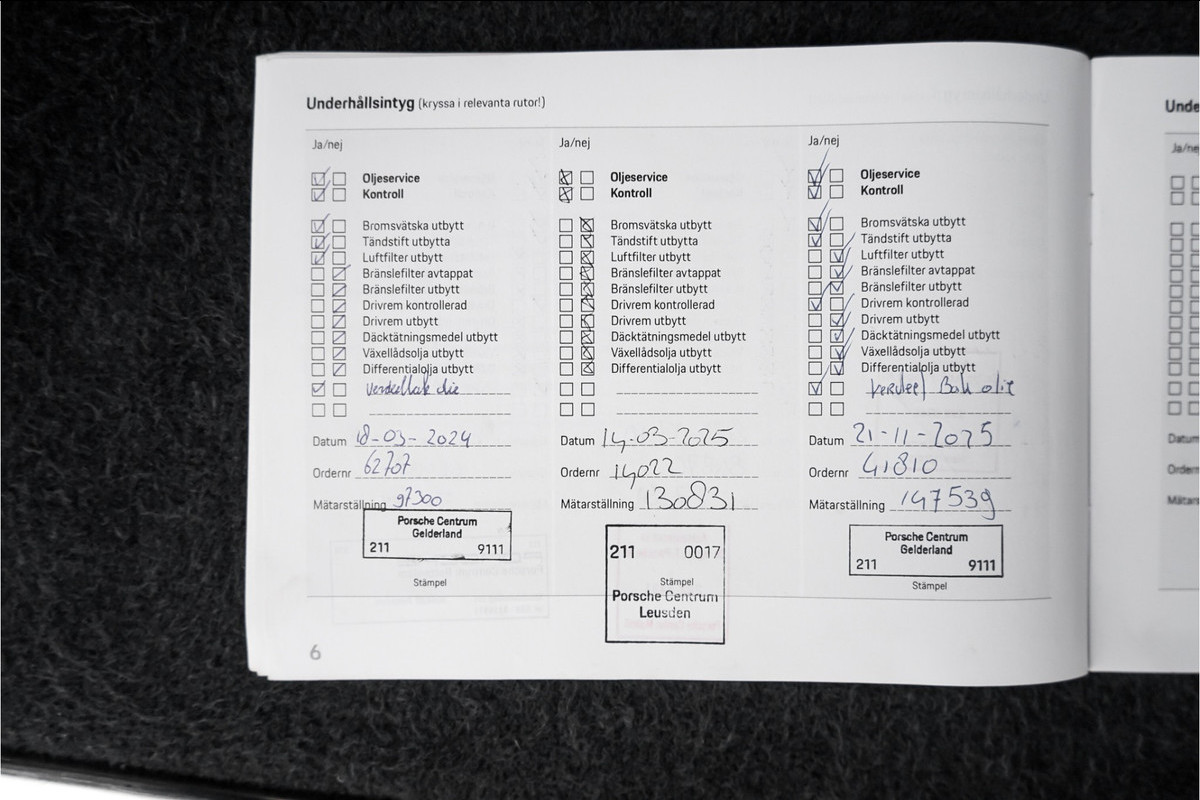 Underhållsintyg (kryssa i relevanta rutor!)
Ja/nej
Oljeservice
Kontroll
Bromsvätska utbytt
Tändstift utbytta
Luftfilter utbytt
Bränslefilter avtappat
Bränslefilter utbytt
Drivrem kontrollerad
Drivrem utbytt
Däcktätningsmedel utbytt
Växellådsolja utbytt
Differentialolja utbytt
Datum 18-03-2024
Ordernr 62707
Mätarställning 97300
Porsche Centrum
Gelderland
211 9111
Stämpel
Ja/nej
Oljeservice
Kontroll
Bromsvätska utbytt
Tändstift utbytta
Luftfilter utbytt
Bränslefilter avtappat
Bränslefilter utbytt
Drivrem kontrollerad
Drivrem utbytt
Däcktätningsmedel utbytt
Växellådsolja utbytt
Differentialolja utbytt
Datum 14-03-2025
Ordernr 14022
Mätarställning 130831
211 0017
Stämpel
Porsche Centrum
Leusden
Ja/nej
Oljeservice
Kontroll
Bromsvätska utbytt
Tändstift utbytta
Luftfilter utbytt
Bränslefilter avtappat
Bränslefilter utbytt
Drivrem kontrollerad
Drivrem utbytt
Däcktätningsmedel utbytt
Växellådsolja utbytt
Differentialolja utbytt
Bak olie
Datum 21-11-2025
Ordernr 41810
Mätarställning 147539
Porsche Centrum
Gelderland
211 9111
Stämpel
6
Unde
Ja/ne
Datum
Mätars